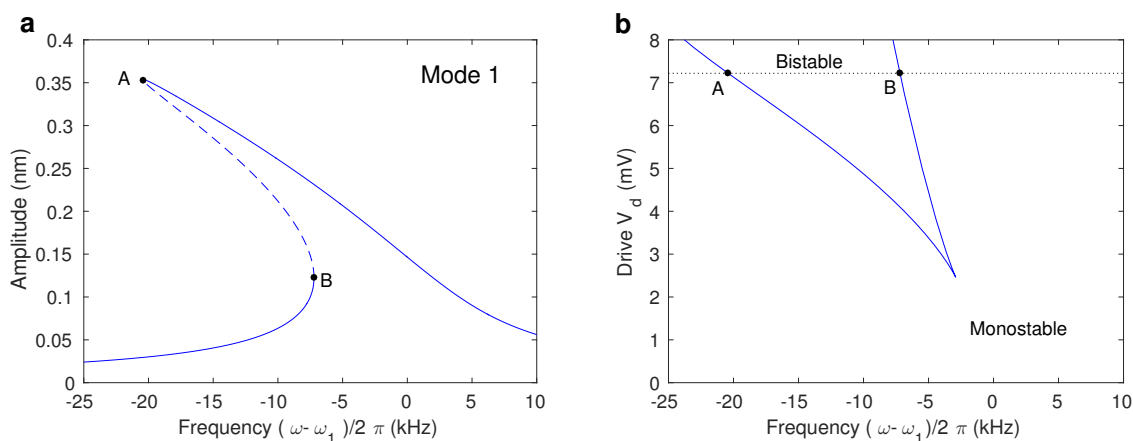 a
0.4
0.35
0.3
0.25
0.2
0.15
0.1
0.05
0
Amplitude (nm)
A
B
Mode 1
-25 -20 -15 -10 -5 0 5 10
Frequency ( ω- ω1 )/2 π (kHz)
b
8
7
6
5
4
3
2
1
0
Drive Vd (mV)
Bistable
A
B
Monostable
-25 -20 -15 -10 -5 0 5 10
Frequency ( ω- ω1 )/2 π (kHz)